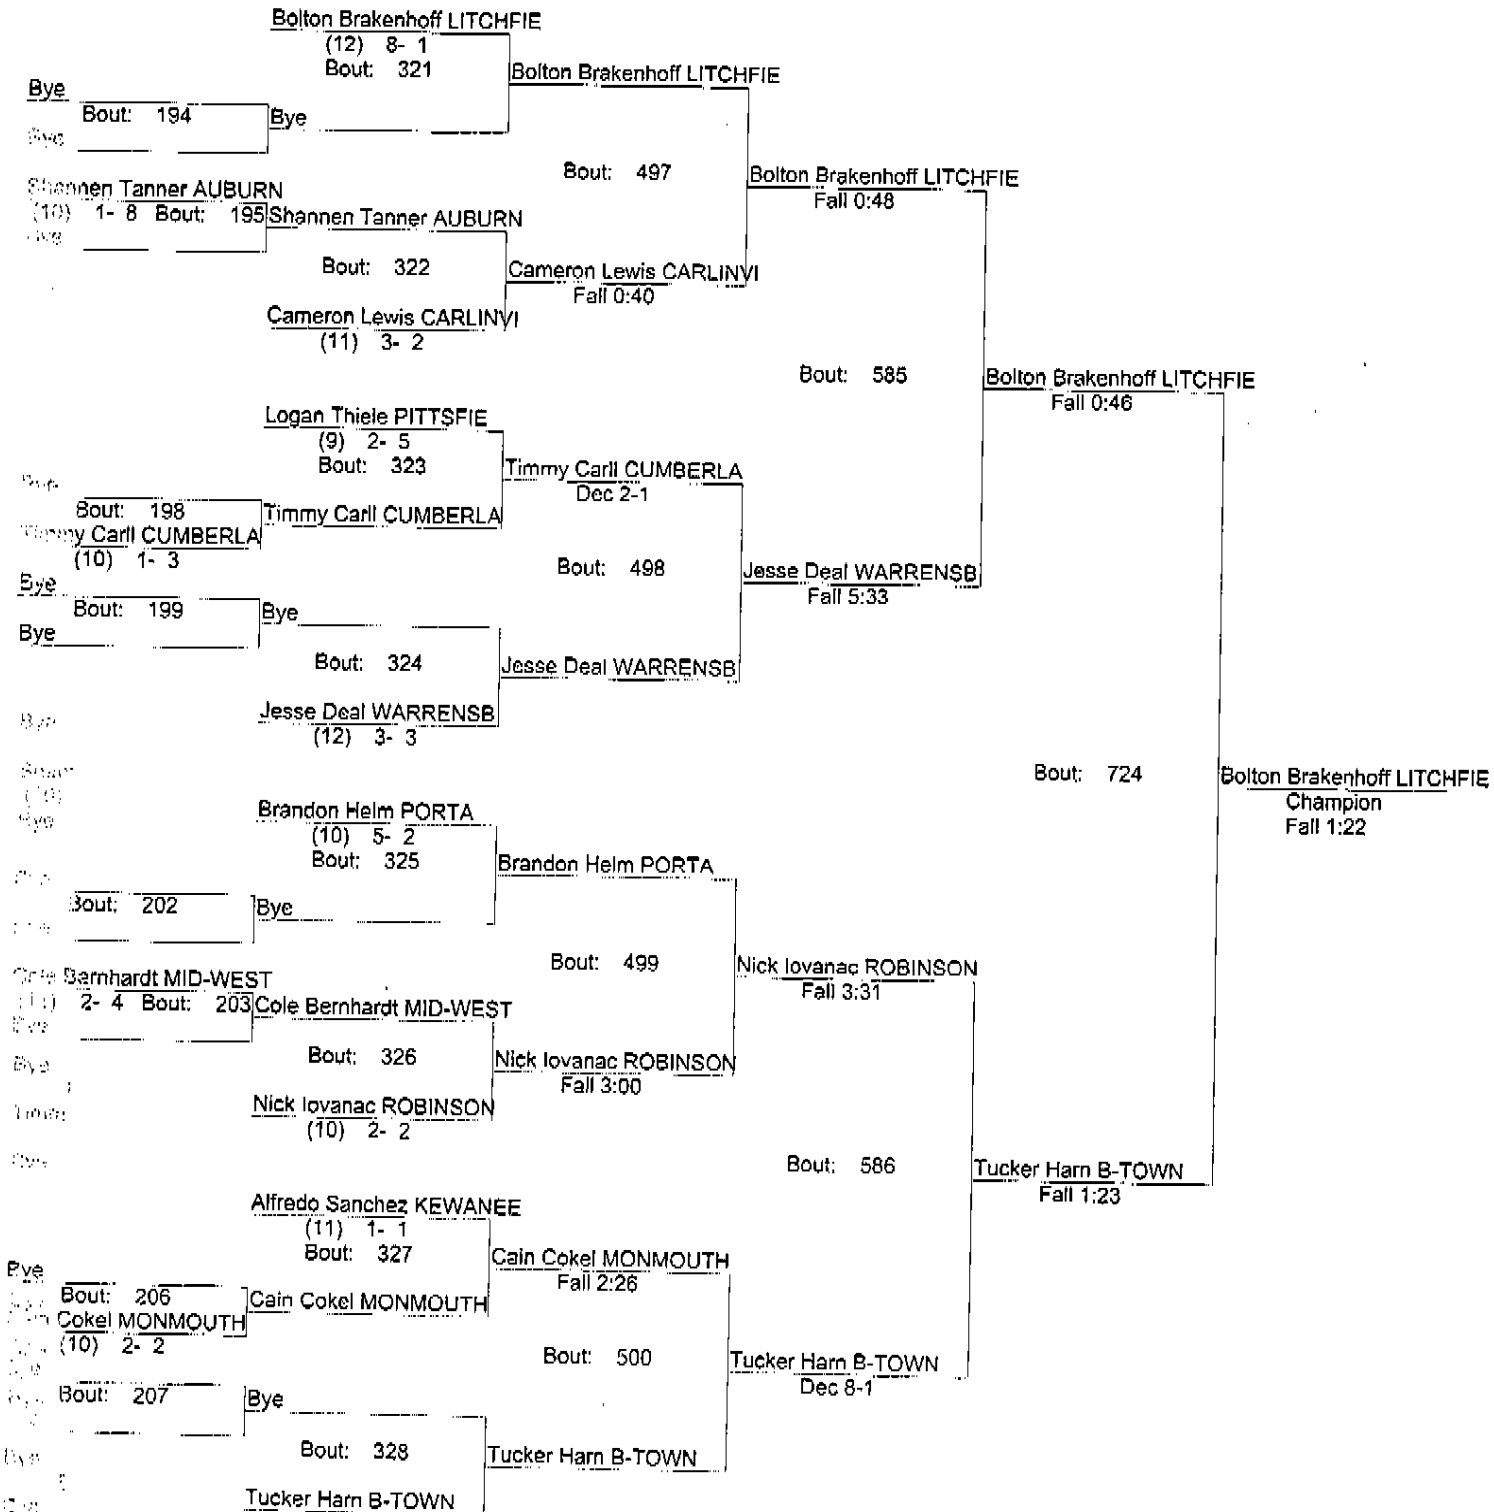 Bolton Brakenhoff LITCHFIE
(12) 8- 1
Bout: 321
Bolton Brakenhoff LITCHFIE
Bye
Bout: 194
Bye
Bye
Bout: 497
Bolton Brakenhoff LITCHFIE
Fall 0:48
Shannen Tanner AUBURN
(10) 1- 8 Bout: 195
Shannen Tanner AUBURN
Bye
Bout: 322
Cameron Lewis CARLINVI
Fall 0:40
Cameron Lewis CARLINVI
(11) 3- 2
Bout: 585
Bolton Brakenhoff LITCHFIE
Fall 0:46
Logan Thiele PITTSFIE
(9) 2- 5
Bout: 323
Timmy Carll CUMBERLA
Dec 2-1
Bye
Bout: 198
Timmy Carll CUMBERLA
Timmy Carll CUMBERLA
(10) 1- 3
Bout: 498
Jesse Deal WARRENSB
Fall 5:33
Bye
Bout: 199
Bye
Bye
Bout: 324
Jesse Deal WARRENSB
Jesse Deal WARRENSB
(12) 3- 3
Bye
Bout: 724
Bolton Brakenhoff LITCHFIE
Champion
Fall 1:22
(10)
Bye
Brandon Helm PORTA
(10) 5- 2
Bout: 325
Brandon Helm PORTA
Bout: 202
Bye
Bout: 499
Nick Iovanac ROBINSON
Fall 3:31
Cole Bernhardt MID-WEST
(11) 2- 4 Bout: 203
Cole Bernhardt MID-WEST
Bye
Bout: 326
Nick Iovanac ROBINSON
Fall 3:00
Bye
Nick Iovanac ROBINSON
(10) 2- 2
Bout: 586
Tucker Harn B-TOWN
Fall 1:23
Alfredo Sanchez KEWANEE
(11) 1- 1
Bout: 327
Cain Cokel MONMOUTH
Fall 2:26
Bye
Bout: 206
Cain Cokel MONMOUTH
Cokel MONMOUTH
(10) 2- 2
Bout: 500
Tucker Harn B-TOWN
Dec 8-1
Bout: 207
Bye
Bout: 328
Tucker Harn B-TOWN
Tucker Harn B-TOWN